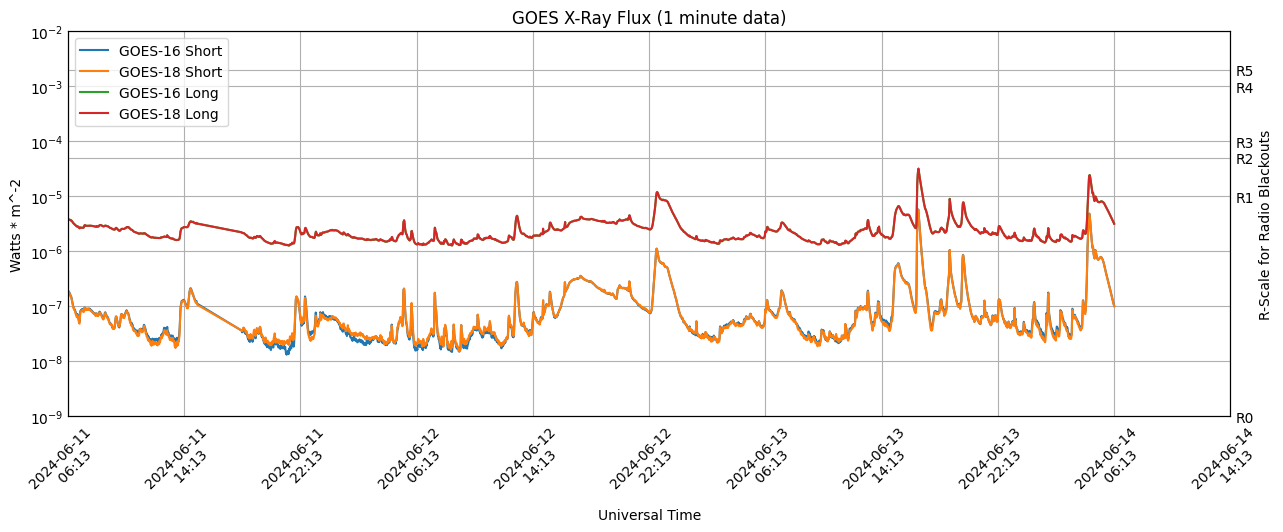 GOES X-Ray Flux (1 minute data)
GOES-16 Short
GOES-18 Short
GOES-16 Long
GOES-18 Long
10^-2
10^-3
10^-4
10^-5
10^-6
10^-7
10^-8
10^-9
Watts * m^-2
R5
R4
R3
R2
R1
R0
R-Scale for Radio Blackouts
2024-06-11
06:13
2024-06-11
14:13
2024-06-11
22:13
2024-06-12
06:13
2024-06-12
14:13
2024-06-12
22:13
2024-06-13
06:13
2024-06-13
14:13
2024-06-13
22:13
2024-06-14
06:13
2024-06-14
14:13
Universal Time